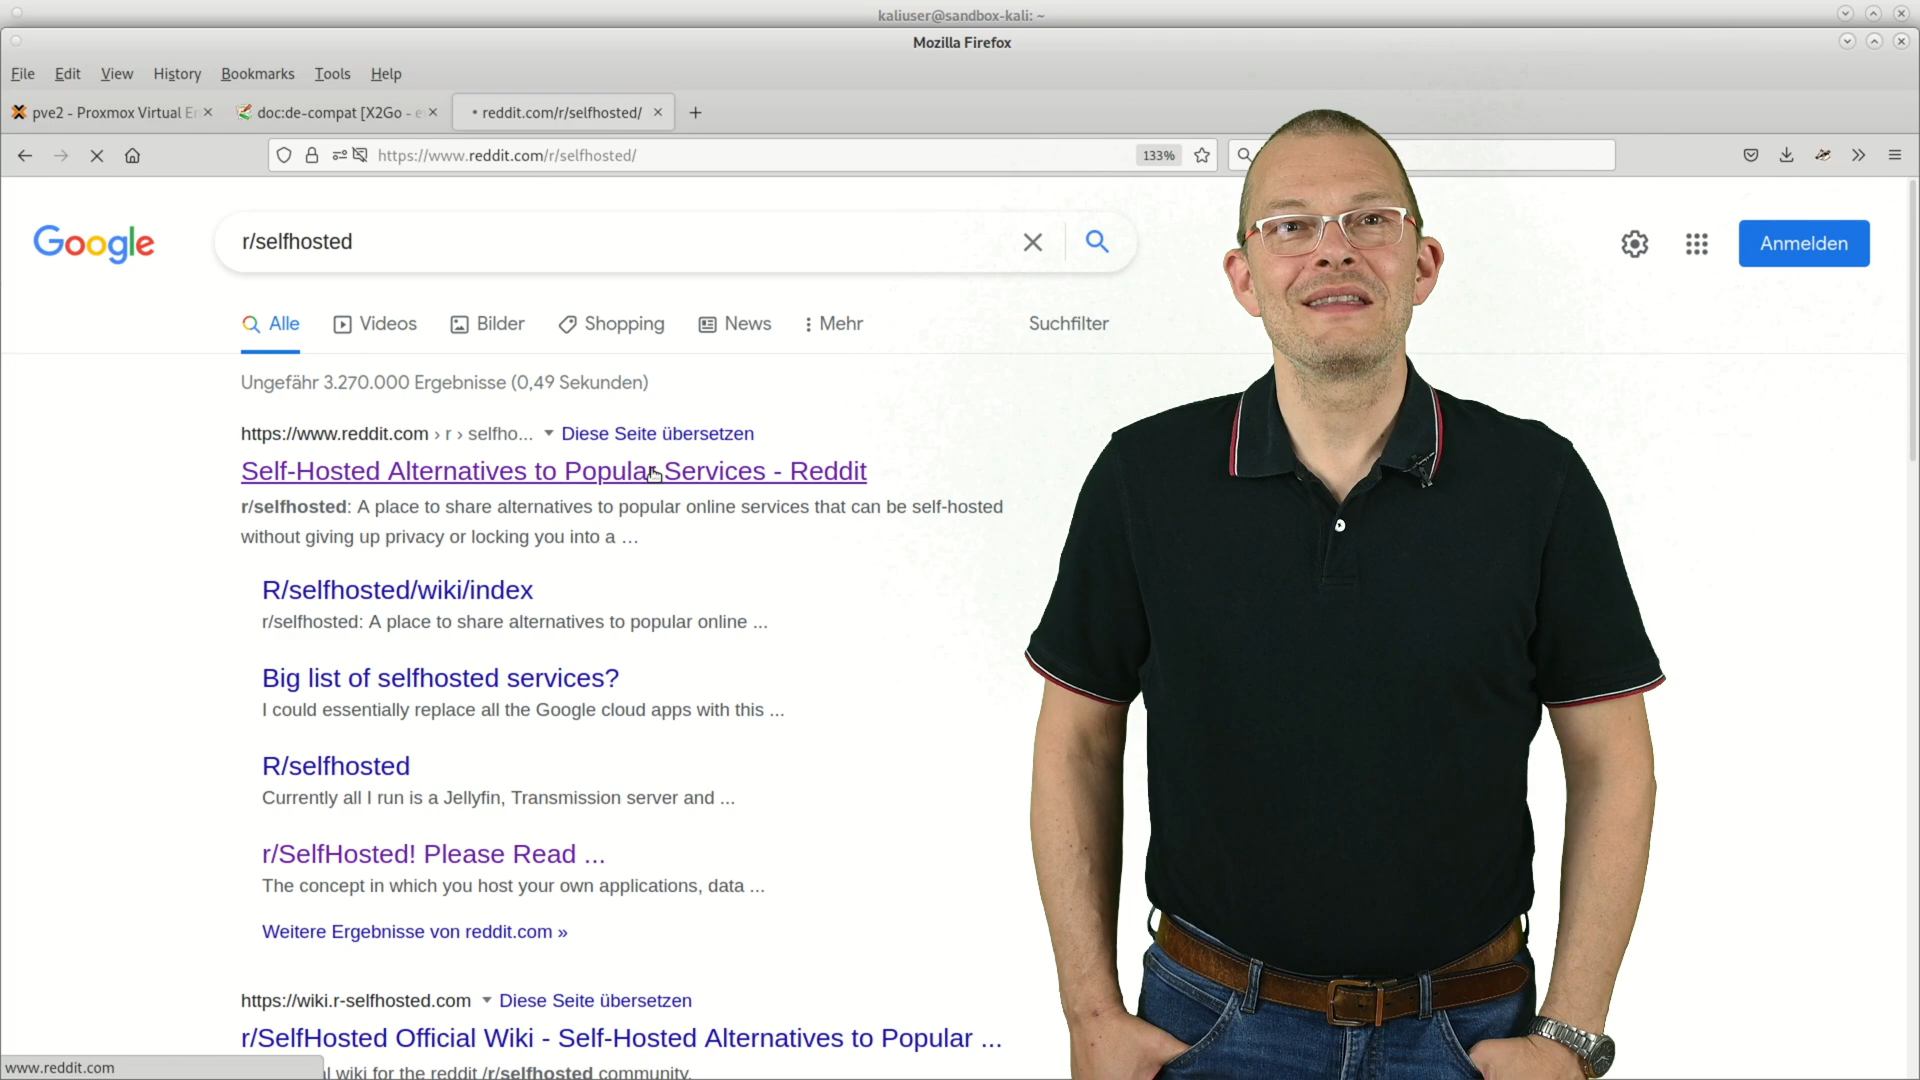 kaliuser@sandbox-kali: ~
Mozilla Firefox
File Edit View History Bookmarks Tools Help
pve2 - Proxmox Virtual E
doc:de-compat [X2Go - e
reddit.com/r/selfhosted/
https://www.reddit.com/r/selfhosted/
133%
Google
r/selfhosted
Anmelden
Alle Videos Bilder Shopping News Mehr Suchfilter
Ungefähr 3.270.000 Ergebnisse (0,49 Sekunden)
https://www.reddit.com › r › selfho... Diese Seite übersetzen
Self-Hosted Alternatives to Popular Services - Reddit
r/selfhosted: A place to share alternatives to popular online services that can be self-hosted
without giving up privacy or locking you into a ...
R/selfhosted/wiki/index
r/selfhosted: A place to share alternatives to popular online ...
Big list of selfhosted services?
I could essentially replace all the Google cloud apps with this ...
R/selfhosted
Currently all I run is a Jellyfin, Transmission server and ...
r/SelfHosted! Please Read ...
The concept in which you host your own applications, data ...
Weitere Ergebnisse von reddit.com »
https://wiki.r-selfhosted.com Diese Seite übersetzen
r/SelfHosted Official Wiki - Self-Hosted Alternatives to Popular ...
www.reddit.com
l wiki for the reddit /r/selfhosted community.